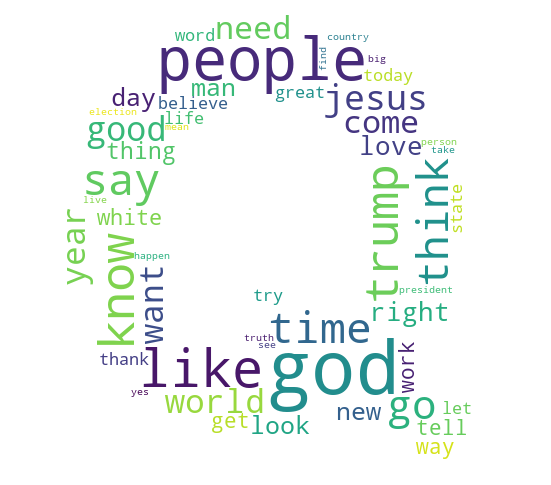 country
word need
people
find
big
man
today
day
believe
great
jesus
election
life
come
good
mean
love
person
thing
take
say
trump
think
live
year
white
state
know
want
happen
president
try
right
time
truth
see
thank
like
god
work
yes
world
go
new
let
get
look
tell
way